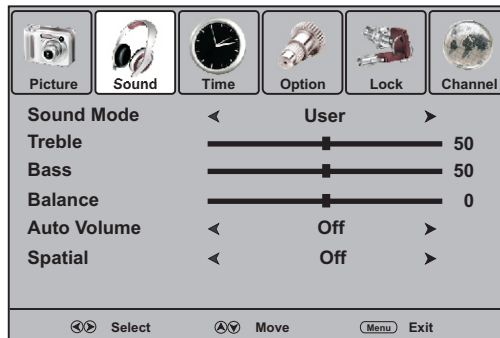 Picture Sound Time Option Lock Channel
Sound Mode User
Treble 50
Bass 50
Balance 0
Auto Volume Off
Spatial Off
Select Move Menu Exit